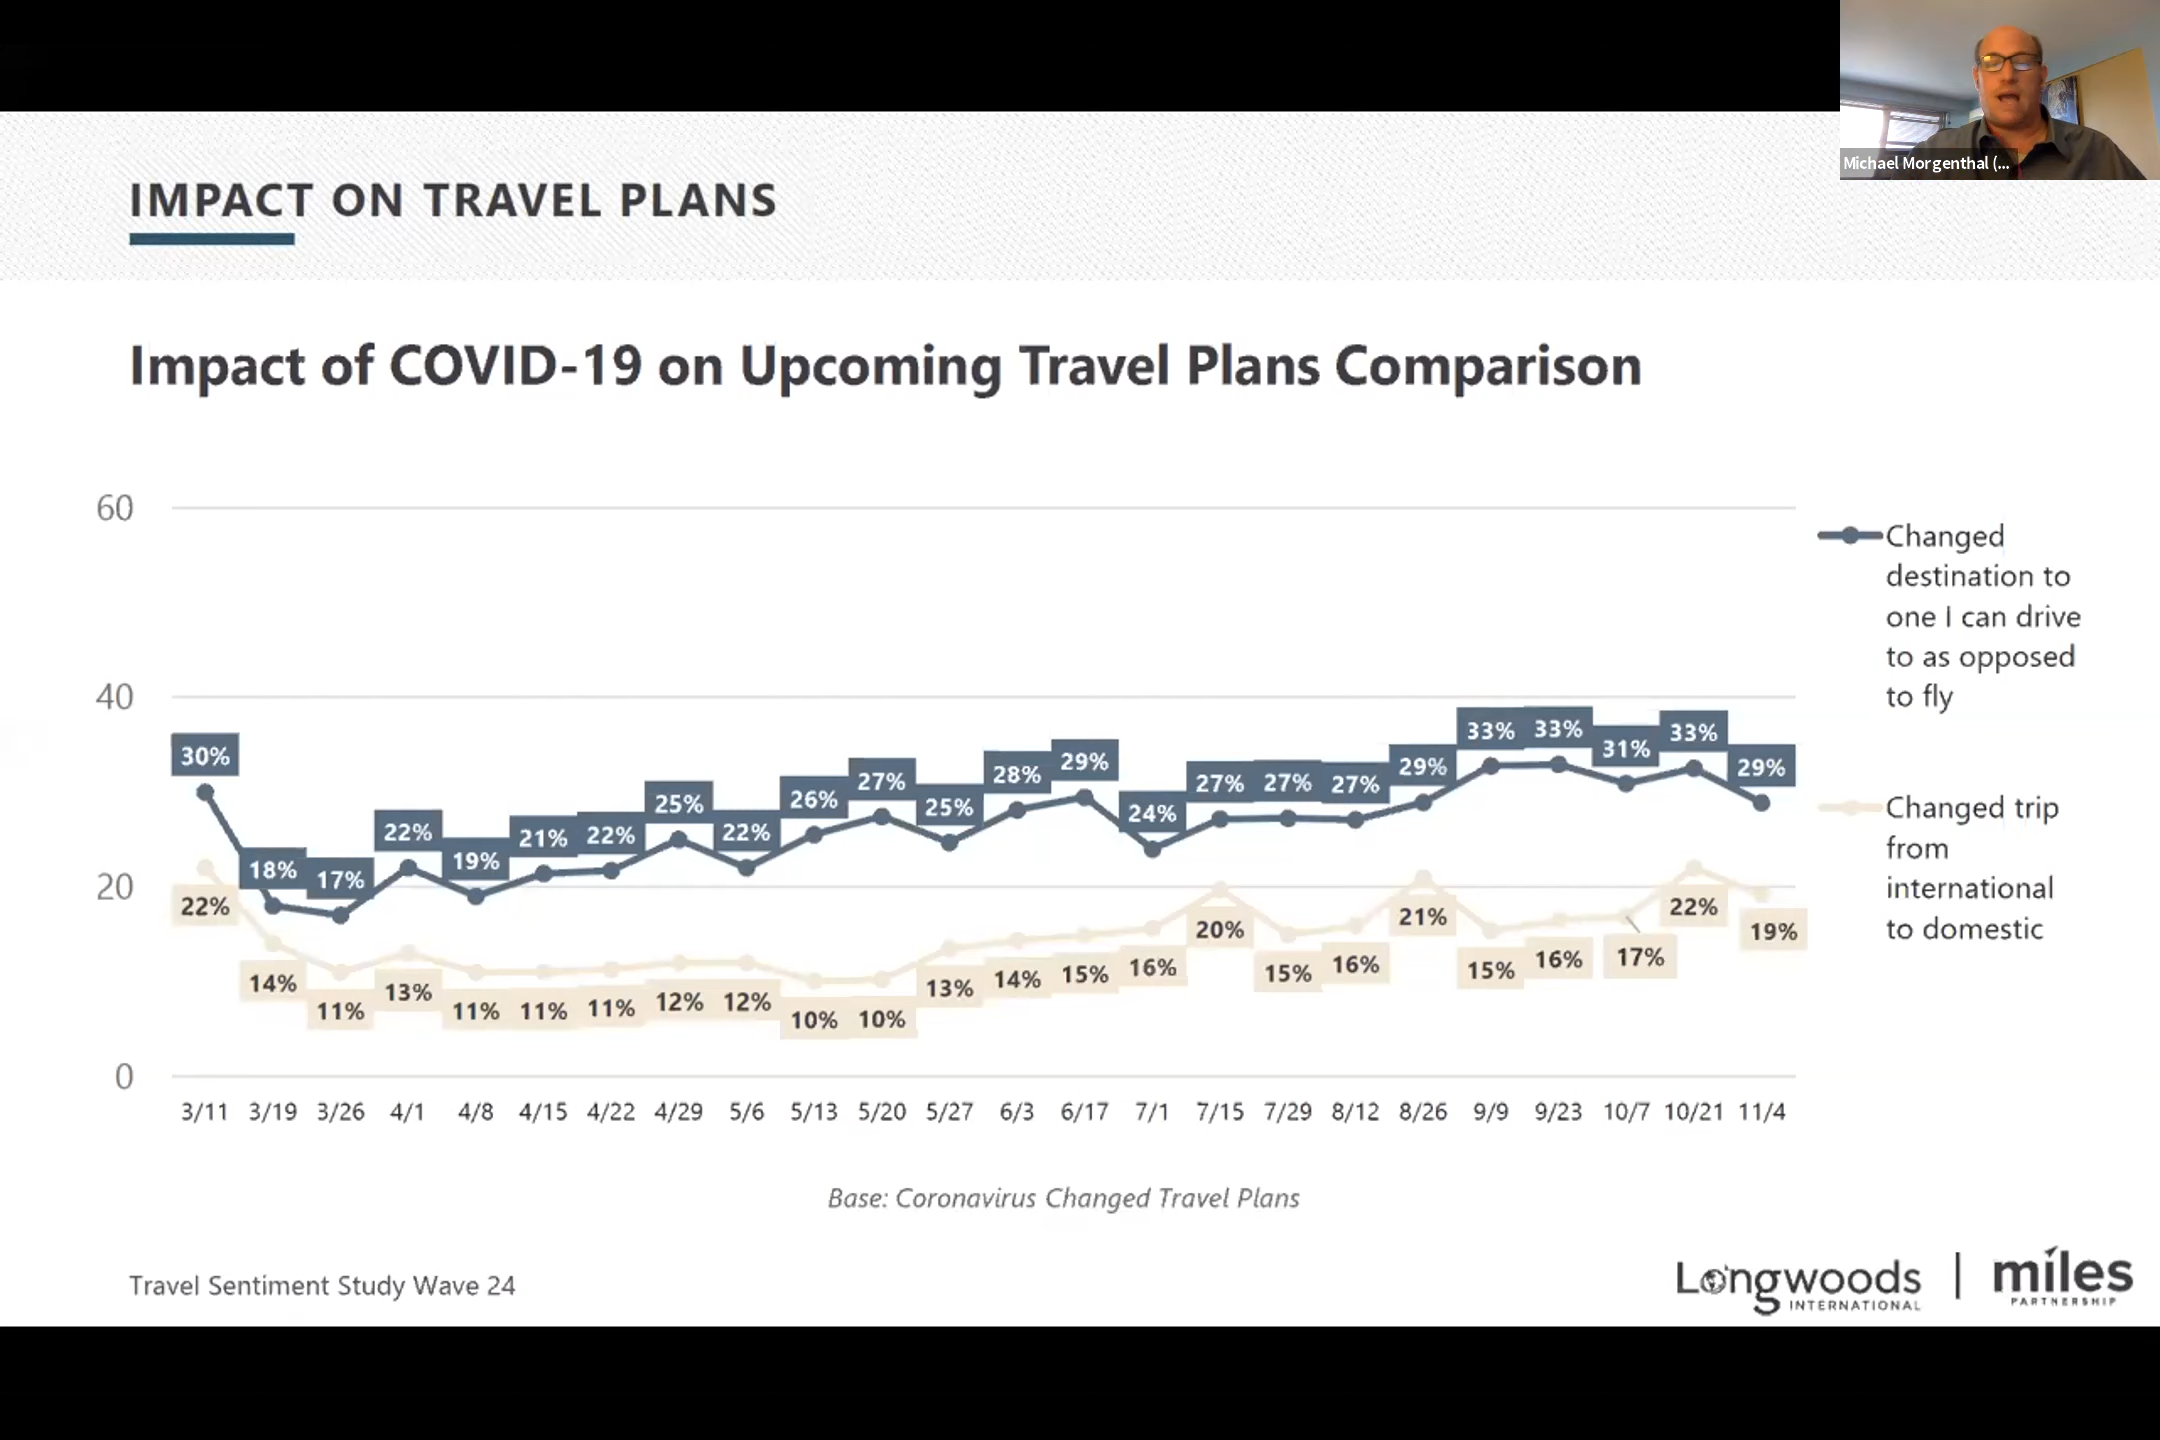 Michael Morgenthal (...
IMPACT ON TRAVEL PLANS
Impact of COVID-19 on Upcoming Travel Plans Comparison
60
40
20
0
30% 18% 17% 22% 19% 21% 22% 25% 22% 26% 27% 25% 28% 29% 24% 27% 27% 27% 29% 33% 33% 31% 33% 29%
22% 14% 11% 13% 11% 11% 11% 12% 12% 10% 10% 13% 14% 15% 16% 20% 15% 16% 21% 15% 16% 17% 22% 19%
3/11 3/19 3/26 4/1 4/8 4/15 4/22 4/29 5/6 5/13 5/20 5/27 6/3 6/17 7/1 7/15 7/29 8/12 8/26 9/9 9/23 10/7 10/21 11/4
Changed
destination to
one I can drive
to as opposed
to fly
Changed trip
from
international
to domestic
Base: Coronavirus Changed Travel Plans
Travel Sentiment Study Wave 24
Longwoods
INTERNATIONAL
miles
PARTNERSHIP